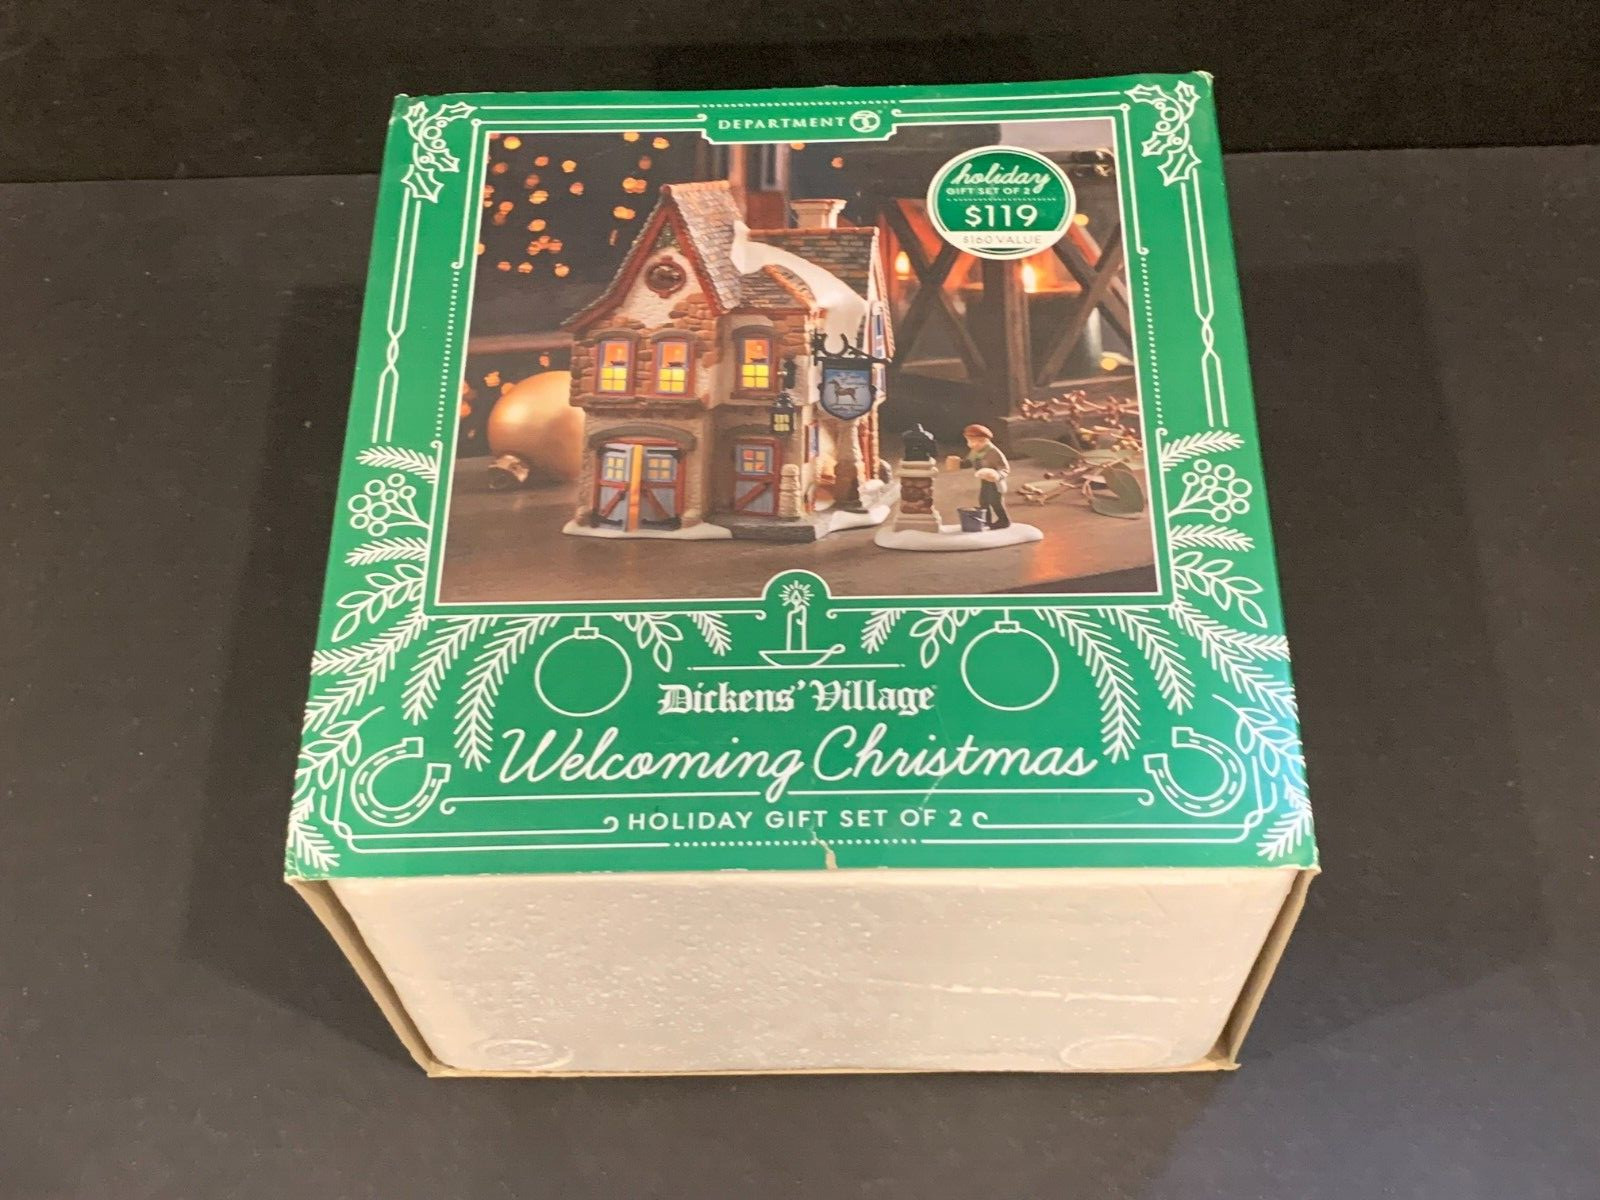 DEPARTMENT 56
holiday
GIFT SET OF 2
$119
$160 VALUE
Dickens' Village
Welcoming Christmas
HOLIDAY GIFT SET OF 2